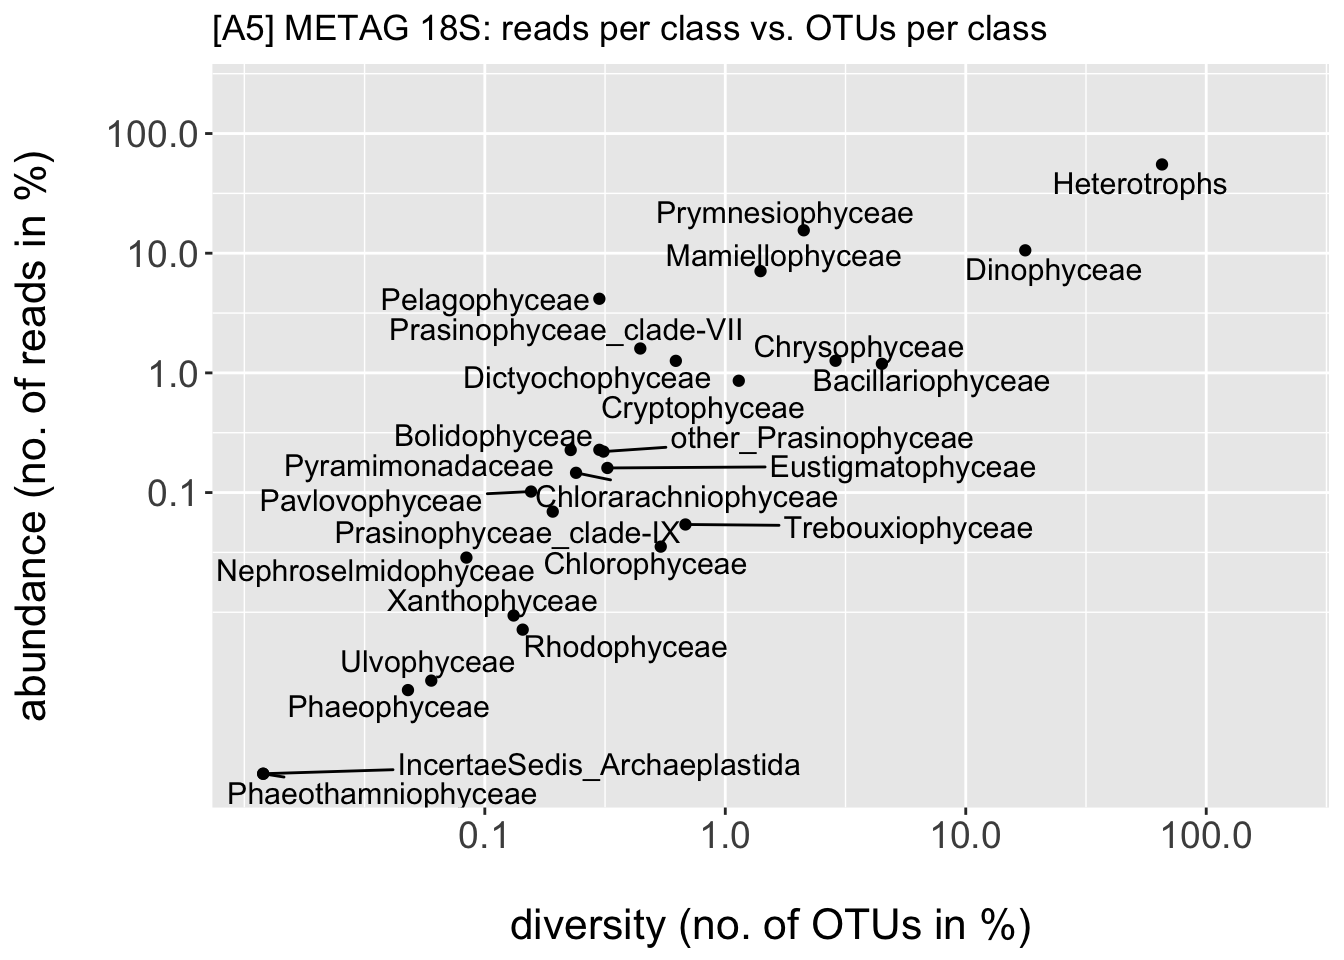 [A5] METAG 18S: reads per class vs. OTUs per class
abundance (no. of reads in %)
100.0
10.0
1.0
0.1
Heterotrophs
Prymnesiophyceae
Mamiellophyceae
Dinophyceae
Pelagophyceae
Prasinophyceae_clade-VII
Chrysophyceae
Dictyochophyceae
Bacillariophyceae
Cryptophyceae
Bolidophyceae
other_Prasinophyceae
Pyramimonadaceae
Eustigmatophyceae
Pavlovophyceae
Chlorarachniophyceae
Prasinophyceae_clade-IX
Trebouxiophyceae
Nephroselmidophyceae
Chlorophyceae
Xanthophyceae
Rhodophyceae
Ulvophyceae
Phaeophyceae
IncertaeSedis_Archaeplastida
Phaeothamniophyceae
0.1
1.0
10.0
100.0
diversity (no. of OTUs in %)